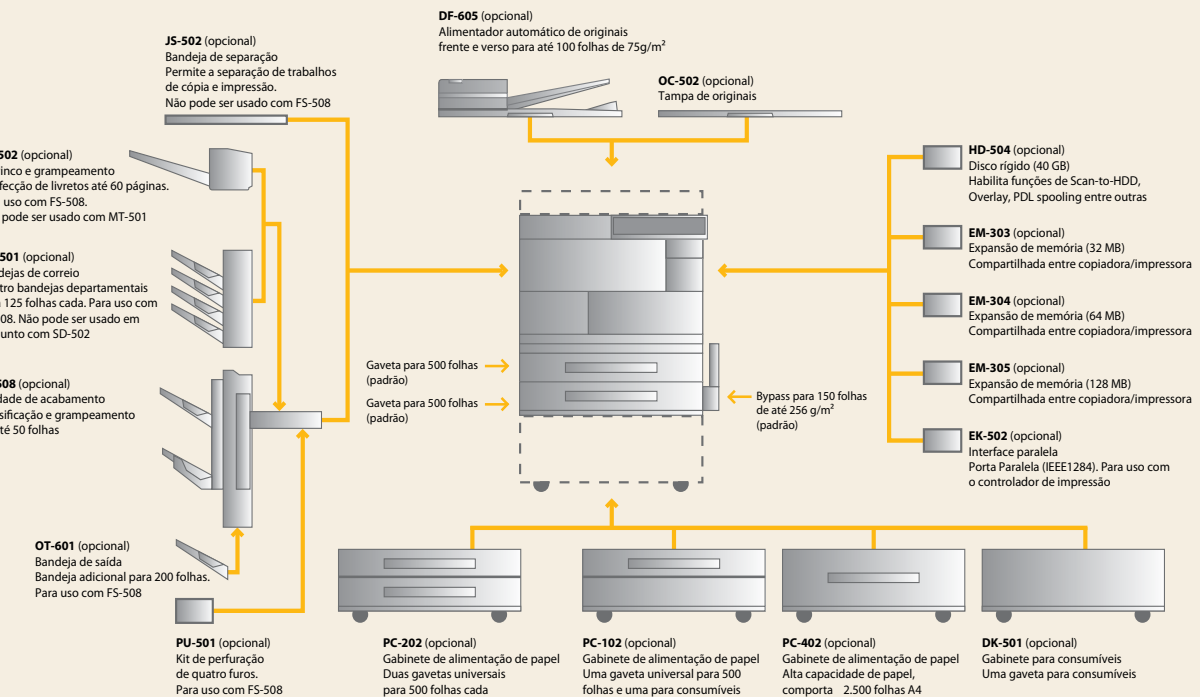 DF-605 (opcional)
Alimentador automático de originais
frente e verso para até 100 folhas de 75g/m²
JS-502 (opcional)
Bandeja de separação
Permite a separação de trabalhos
de cópia e impressão.
Não pode ser usado com FS-508
OC-502 (opcional)
Tampa de originais
502 (opcional)
inco e grampeamento
fecção de livretos até 60 páginas.
uso com FS-508.
pode ser usado com MT-501
501 (opcional)
dejas de correio
tro bandejas departamentais
125 folhas cada. Para uso com
08. Não pode ser usado em
unto com SD-502
508 (opcional)
dade de acabamento
sificação e grampeamento
té 50 folhas
OT-601 (opcional)
Bandeja de saída
Bandeja adicional para 200 folhas.
Para uso com FS-508
PU-501 (opcional)
Kit de perfuração
de quatro furos.
Para uso com FS-508
Gaveta para 500 folhas
(padrão)
Gaveta para 500 folhas
(padrão)
Bypass para 150 folhas
de até 256 g/m²
(padrão)
HD-504 (opcional)
Disco rígido (40 GB)
Habilita funções de Scan-to-HDD,
Overlay, PDL spooling entre outras
EM-303 (opcional)
Expansão de memória (32 MB)
Compartilhada entre copiadora/impressora
EM-304 (opcional)
Expansão de memória (64 MB)
Compartilhada entre copiadora/impressora
EM-305 (opcional)
Expansão de memória (128 MB)
Compartilhada entre copiadora/impressora
EK-502 (opcional)
Interface paralela
Porta Paralela (IEEE1284). Para uso com
o controlador de impressão
PC-202 (opcional)
Gabinete de alimentação de papel
Duas gavetas universais
para 500 folhas cada
PC-102 (opcional)
Gabinete de alimentação de papel
Uma gaveta universal para 500
folhas e uma para consumíveis
PC-402 (opcional)
Gabinete de alimentação de papel
Alta capacidade de papel,
comporta 2.500 folhas A4
DK-501 (opcional)
Gabinete para consumíveis
Uma gaveta para consumíveis